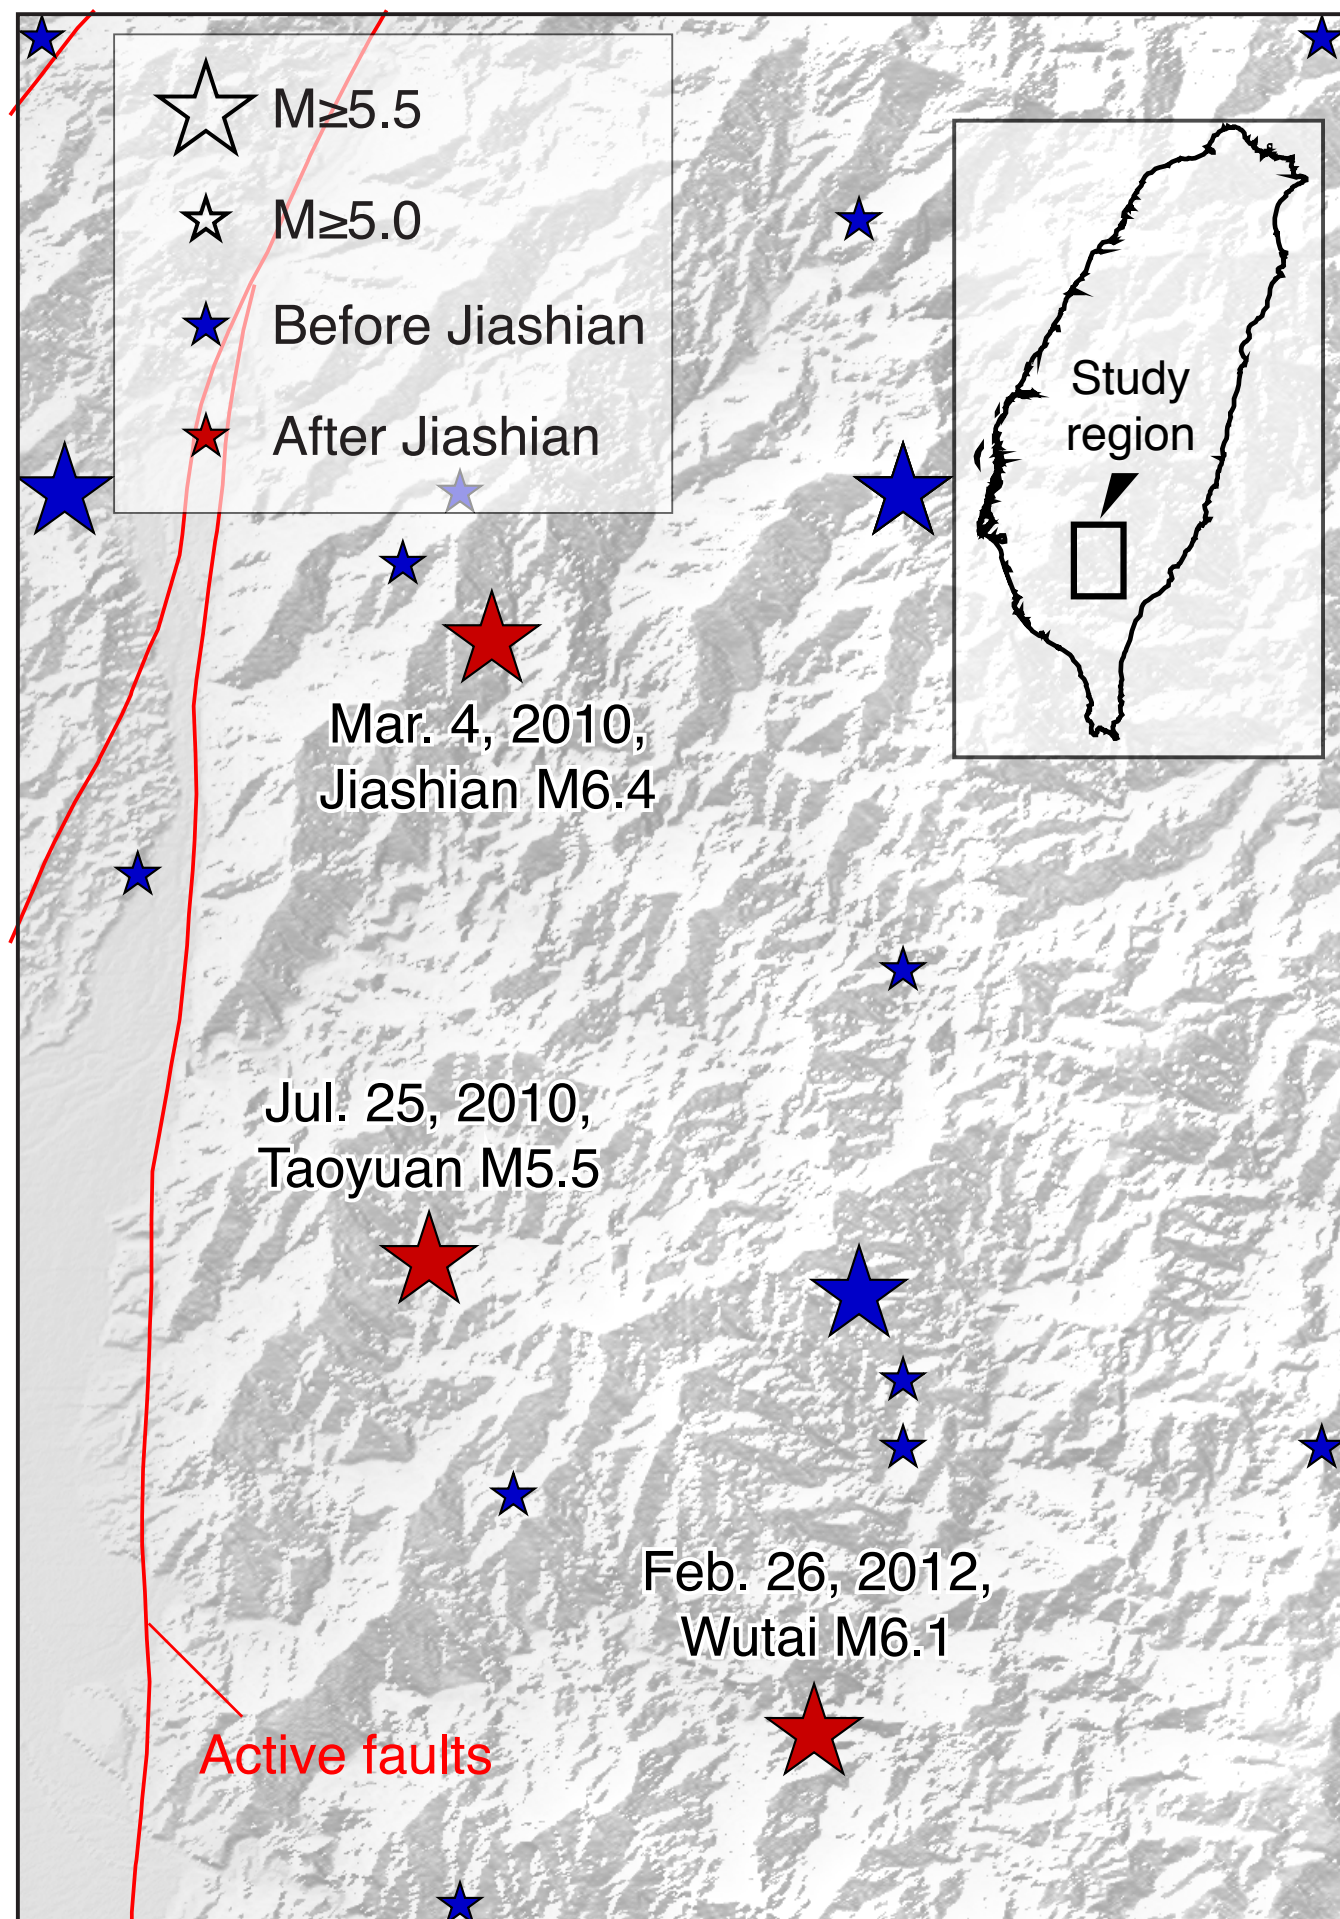 M≥5.5
M≥5.0
Before Jiashian
After Jiashian
Study
region
Mar. 4, 2010,
Jiashian M6.4
Jul. 25, 2010,
Taoyuan M5.5
Feb. 26, 2012,
Wutai M6.1
Active faults